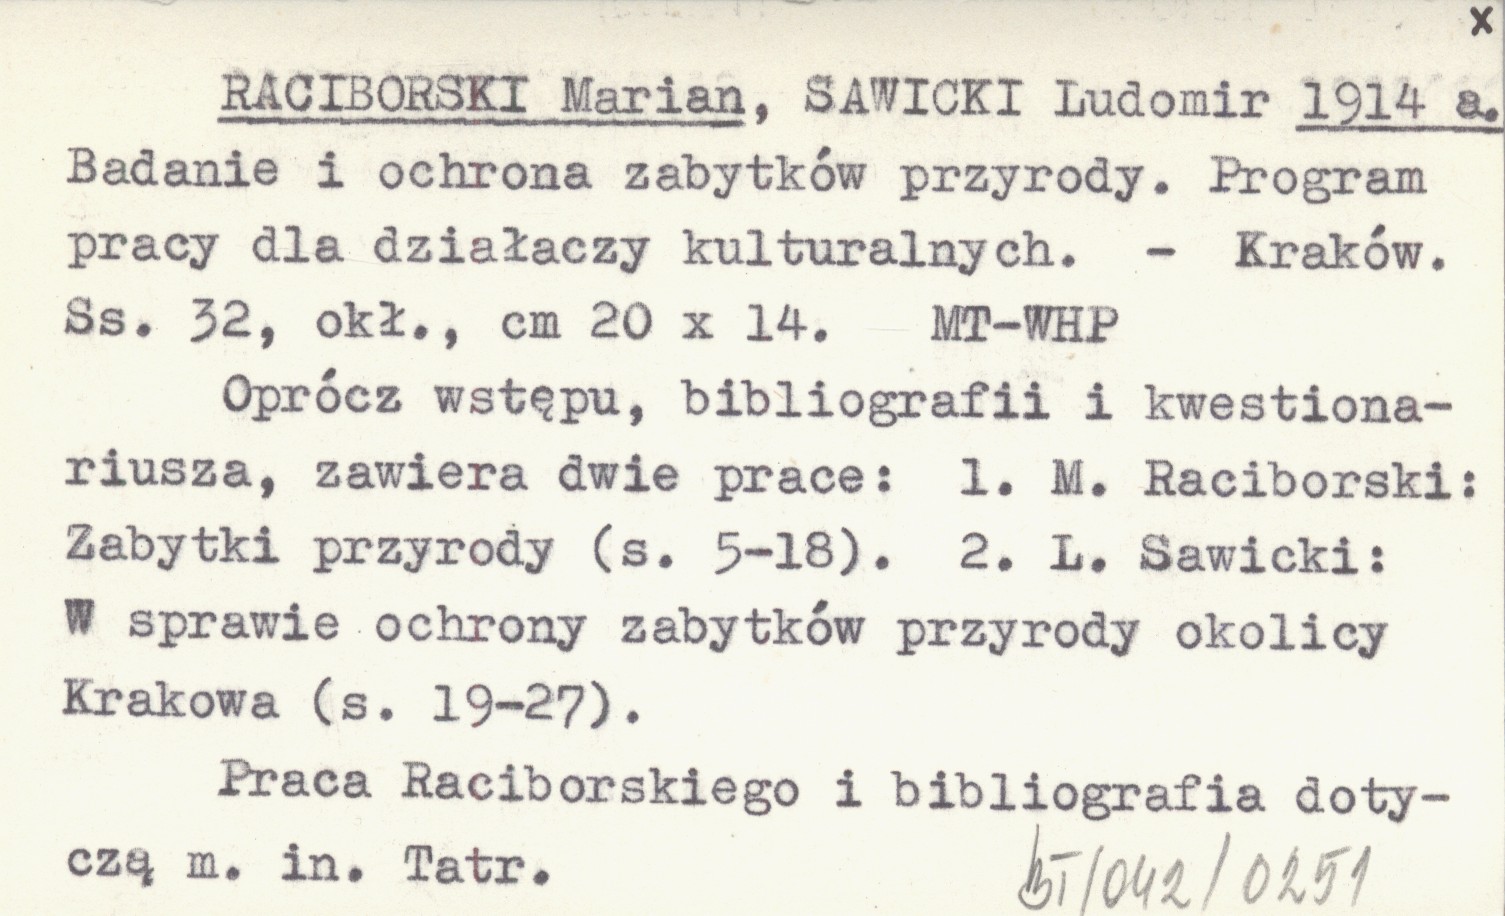 x
RACIBORSKI Marian, SAWICKI Ludomir 1914 a.
Badanie i ochrona zabytków przyrody. Program
pracy dla działaczy kulturalnych. - Kraków.
Ss. 32, okł., cm 20 x 14. MT-WHP
Oprócz wstępu, bibliografii i kwestiona-
riusza, zawiera dwie prace: 1. M. Raciborski:
Zabytki przyrody (s. 5-18). 2. L. Sawicki:
W sprawie ochrony zabytków przyrody okolicy
Krakowa (s. 19-27).
Praca Raciborskiego i bibliografia doty-
czą m. in. Tatr.
/042/0251